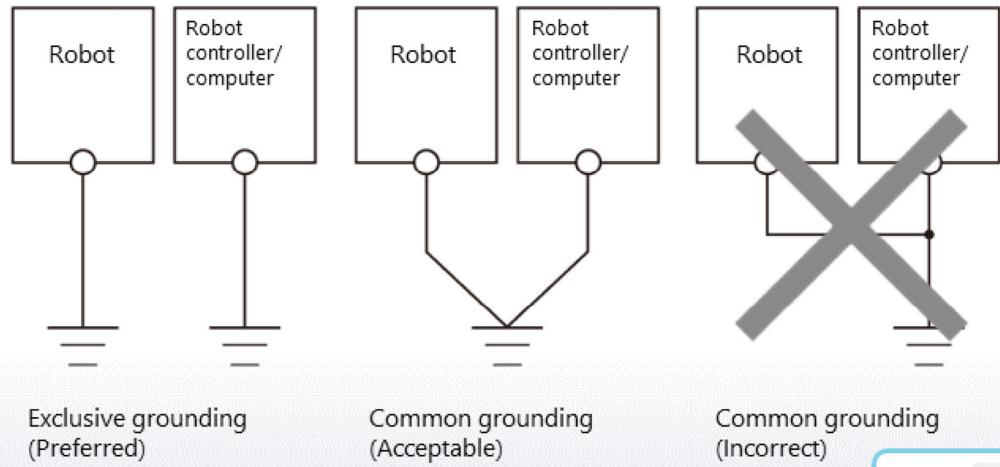 Robot
Robot
controller/
computer
Robot
Robot
controller/
computer
Robot
Robot
controller/
computer
Exclusive grounding
(Preferred)
Common grounding
(Acceptable)
Common grounding
(Incorrect)